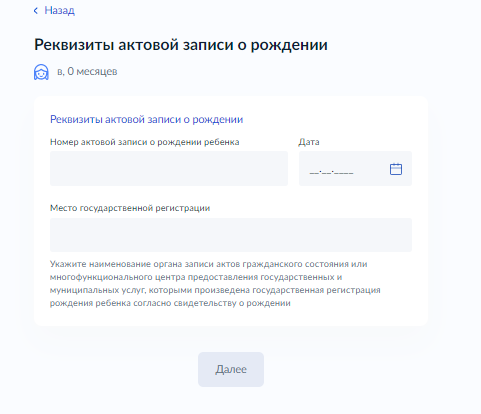 Назад
Реквизиты актовой записи о рождении
в, 0 месяцев
Реквизиты актовой записи о рождении
Номер актовой записи о рождении ребенка
Дата
__.__.____
Место государственной регистрации
Укажите наименование органа записи актов гражданского состояния или
многофункционального центра предоставления государственных и
муниципальных услуг, которыми произведена государственная регистрация
рождения ребенка согласно свидетельству о рождении
Далее